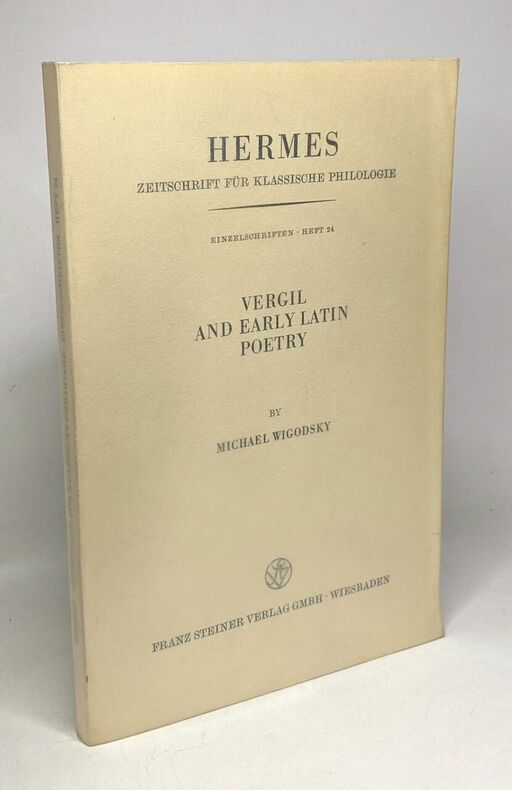 HERMES
ZEITSCRIFT FÜR KLASSISCHE PHILOLOGIE
EINZELSCHRIFTEN · HEFT 24
VERGIL
AND EARLY LATIN
POETRY
BY
MICHAEL WIGODSKY
FRANZ STEINER VERLAG GMBH · WIESBADEN